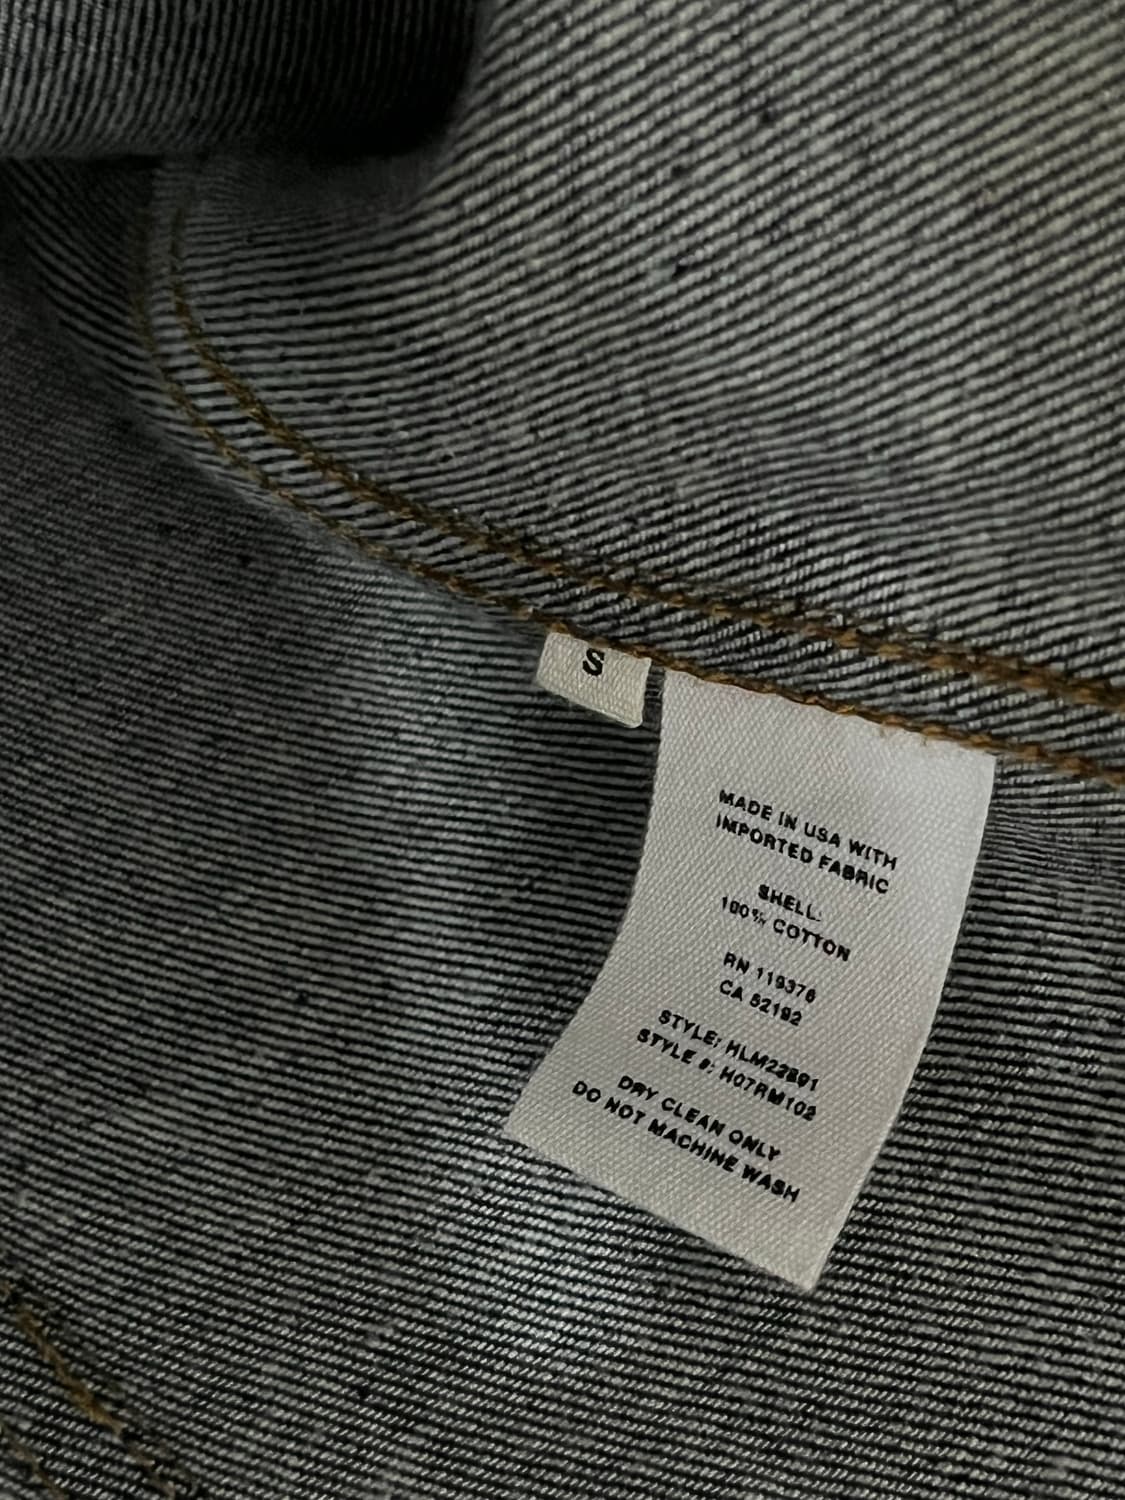 S
MADE IN USA WITH
IMPORTED FABRIC
SHELL:
100% COTTON
RN 119376
CA 52192
STYLE: HLM22B91
STYLE #: H07RM102
DRY CLEAN ONLY
DO NOT MACHINE WASH